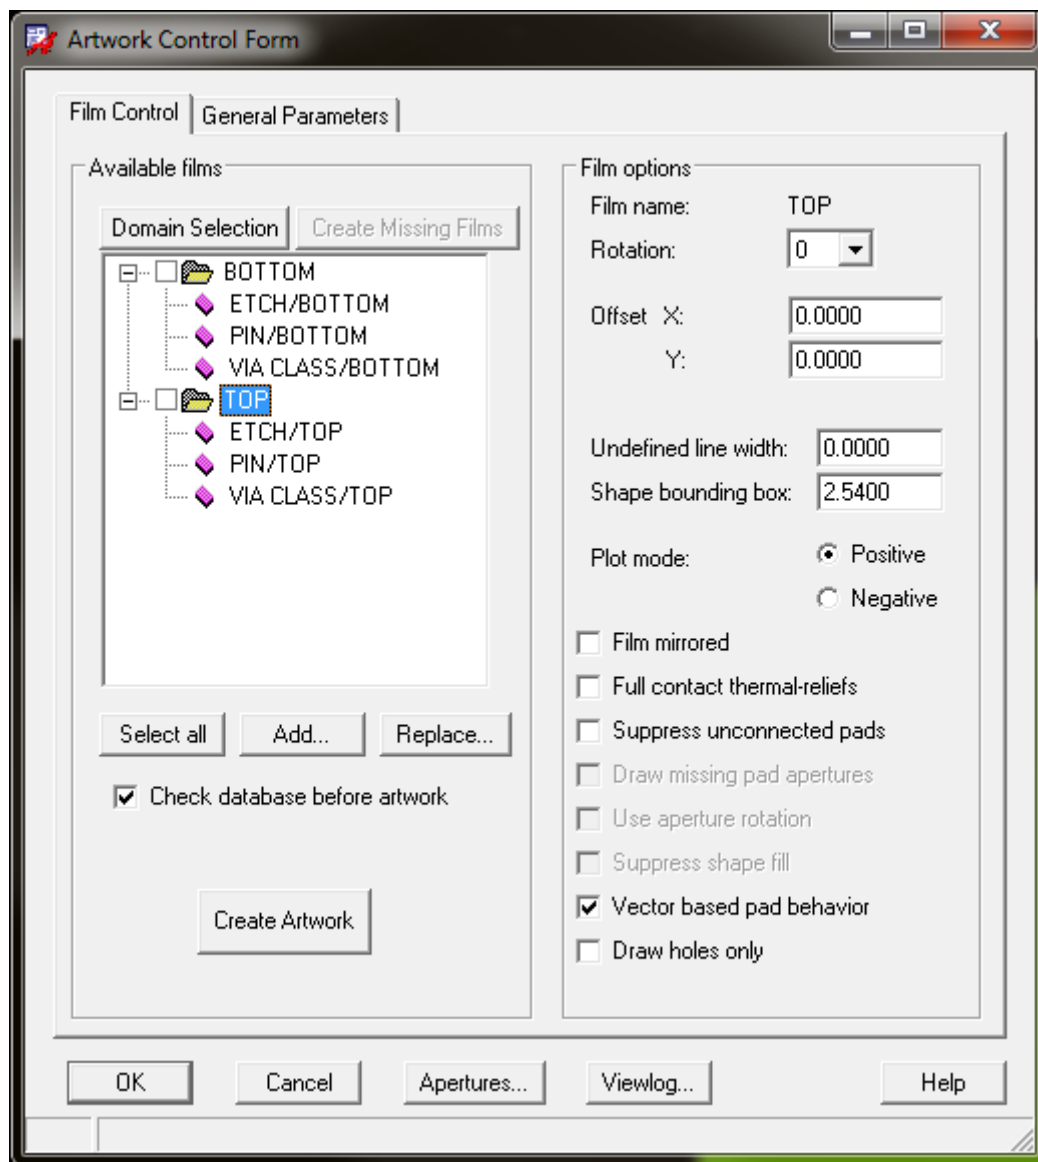 Artwork Control Form
Film Control
General Parameters
Available films
Domain Selection
Create Missing Films
BOTTOM
ETCH/BOTTOM
PIN/BOTTOM
VIA CLASS/BOTTOM
TOP
ETCH/TOP
PIN/TOP
VIA CLASS/TOP
Select all
Add...
Replace...
Check database before artwork
Create Artwork
Film options
Film name: TOP
Rotation: 0
Offset X: 0.0000
Y: 0.0000
Undefined line width: 0.0000
Shape bounding box: 2.5400
Plot mode: Positive
Negative
Film mirrored
Full contact thermal-reliefs
Suppress unconnected pads
Draw missing pad apertures
Use aperture rotation
Suppress shape fill
Vector based pad behavior
Draw holes only
OK
Cancel
Apertures...
Viewlog...
Help